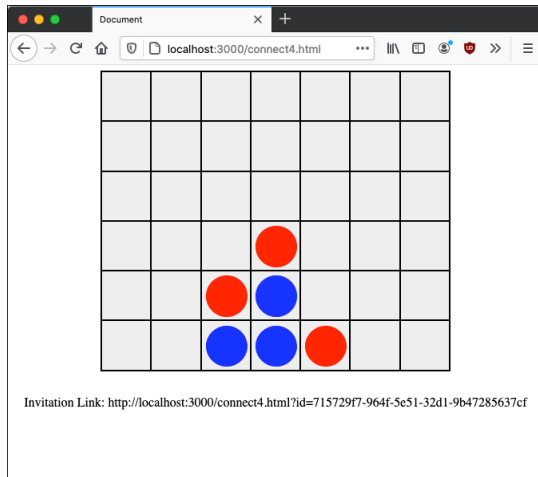 Document
localhost:3000/connect4.html
Invitation Link: http://localhost:3000/connect4.html?id=715729f7-964f-5e51-32d1-9b47285637cf